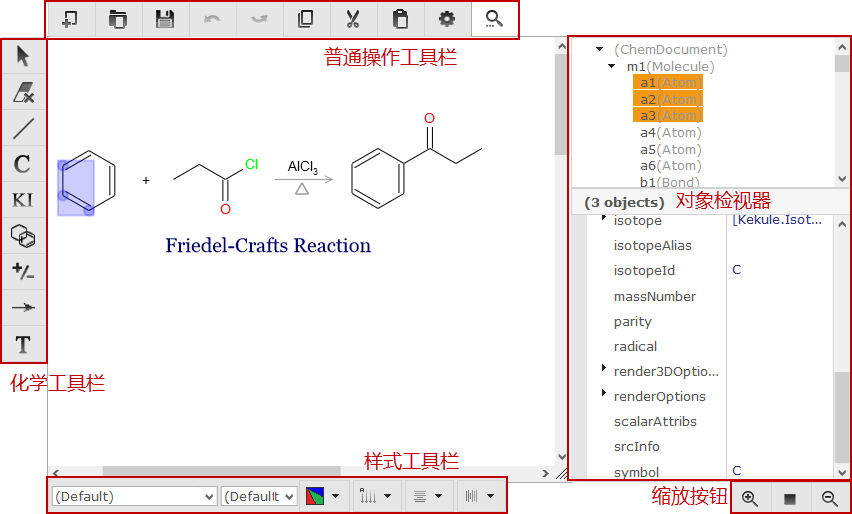 普通操作工具栏
C
KI
+/-
T
化学工具栏
+
Cl
O
AlCl3
O
Friedel-Crafts Reaction
(ChemDocument)
m1(Molecule)
a1(Atom)
a2(Atom)
a3(Atom)
a4(Atom)
a5(Atom)
a6(Atom)
b1(Bond)
(3 objects) 对象检视器
isotope [Kekule.Isot...
isotopeAlias
isotopeId C
massNumber
parity
radical
render3DOptio...
renderOptions
scalarAttribs
srcInfo
symbol C
样式工具栏
(Default) (Default
缩放按钮